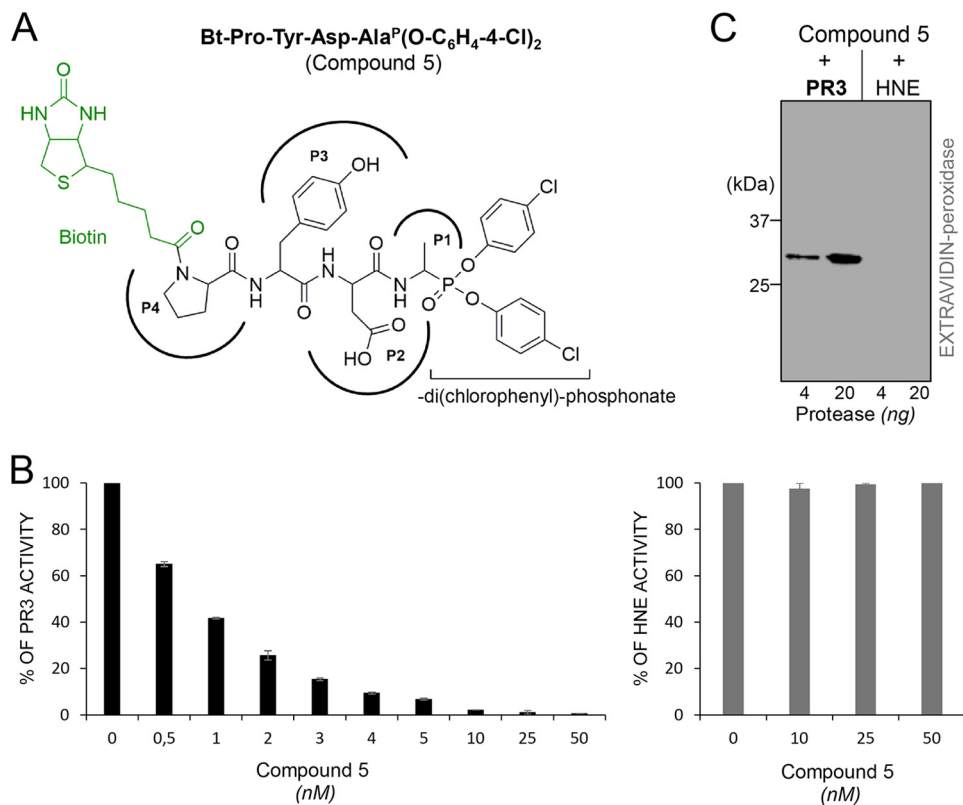 A
Bt-Pro-Tyr-Asp-Alaᴾ(O-C₆H₄-4-Cl)₂
(Compound 5)
O
HN
NH
S
Biotin
O
N
P4
O
N
H
P3
OH
O
H
N
O
HO
P2
O
N
H
P1
P
O
O
O
Cl
Cl
-di(chlorophenyl)-phosphonate
C
Compound 5
+
+
PR3
HNE
(kDa)
37
25
EXTRAVIDIN-peroxidase
4
20
4
20
Protease (ng)
B
% OF PR3 ACTIVITY
100
80
60
40
20
0
0
0,5
1
2
3
4
5
10
25
50
Compound 5
(nM)
% OF HNE ACTIVITY
100
80
60
40
20
0
0
10
25
50
Compound 5
(nM)